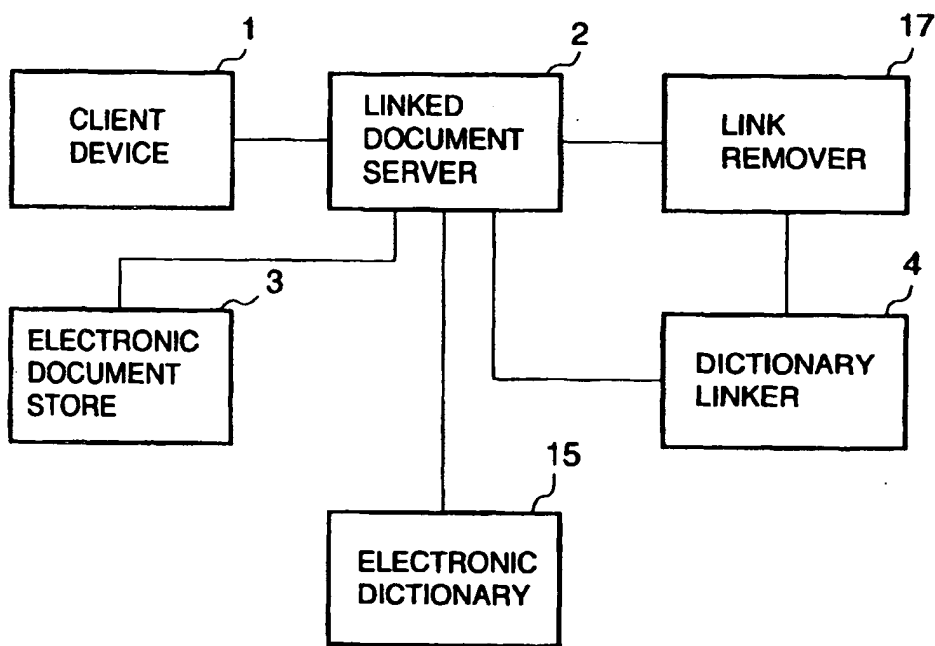 1
CLIENT
DEVICE
2
LINKED
DOCUMENT
SERVER
17
LINK
REMOVER
3
ELECTRONIC
DOCUMENT
STORE
4
DICTIONARY
LINKER
15
ELECTRONIC
DICTIONARY